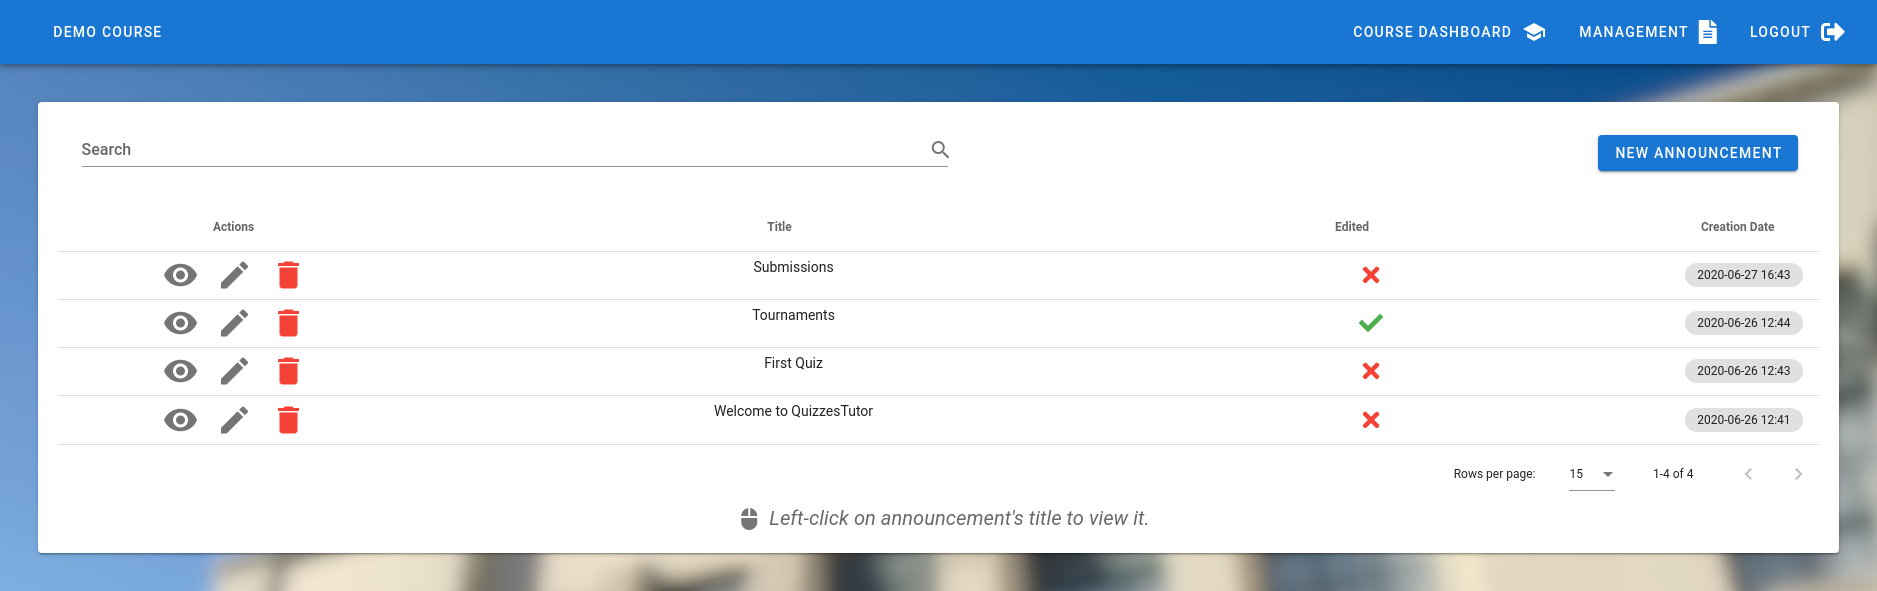 DEMO COURSE
COURSE DASHBOARD MANAGEMENT LOGOUT
Search
NEW ANNOUNCEMENT
Actions Title Edited Creation Date
Submissions 2020-06-27 16:43
Tournaments 2020-06-26 12:44
First Quiz 2020-06-26 12:43
Welcome to QuizzesTutor 2020-06-26 12:41
Rows per page: 15 1-4 of 4
Left-click on announcement's title to view it.